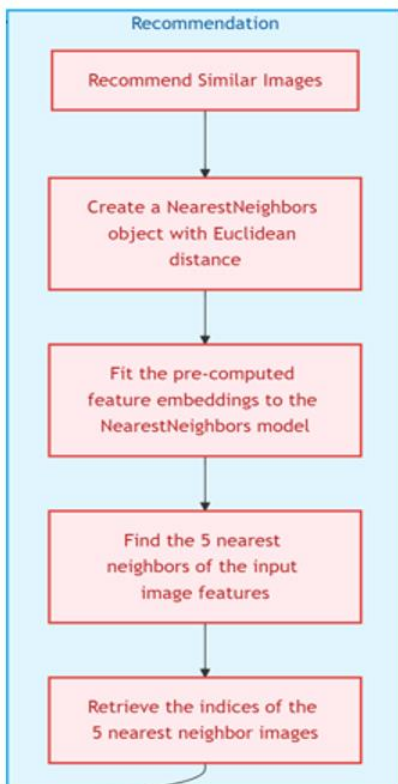 Recommendation
Recommend Similar Images
Create a NearestNeighbors
object with Euclidean
distance
Fit the pre-computed
feature embeddings to the
NearestNeighbors model
Find the 5 nearest
neighbors of the input
image features
Retrieve the indices of the
5 nearest neighbor images